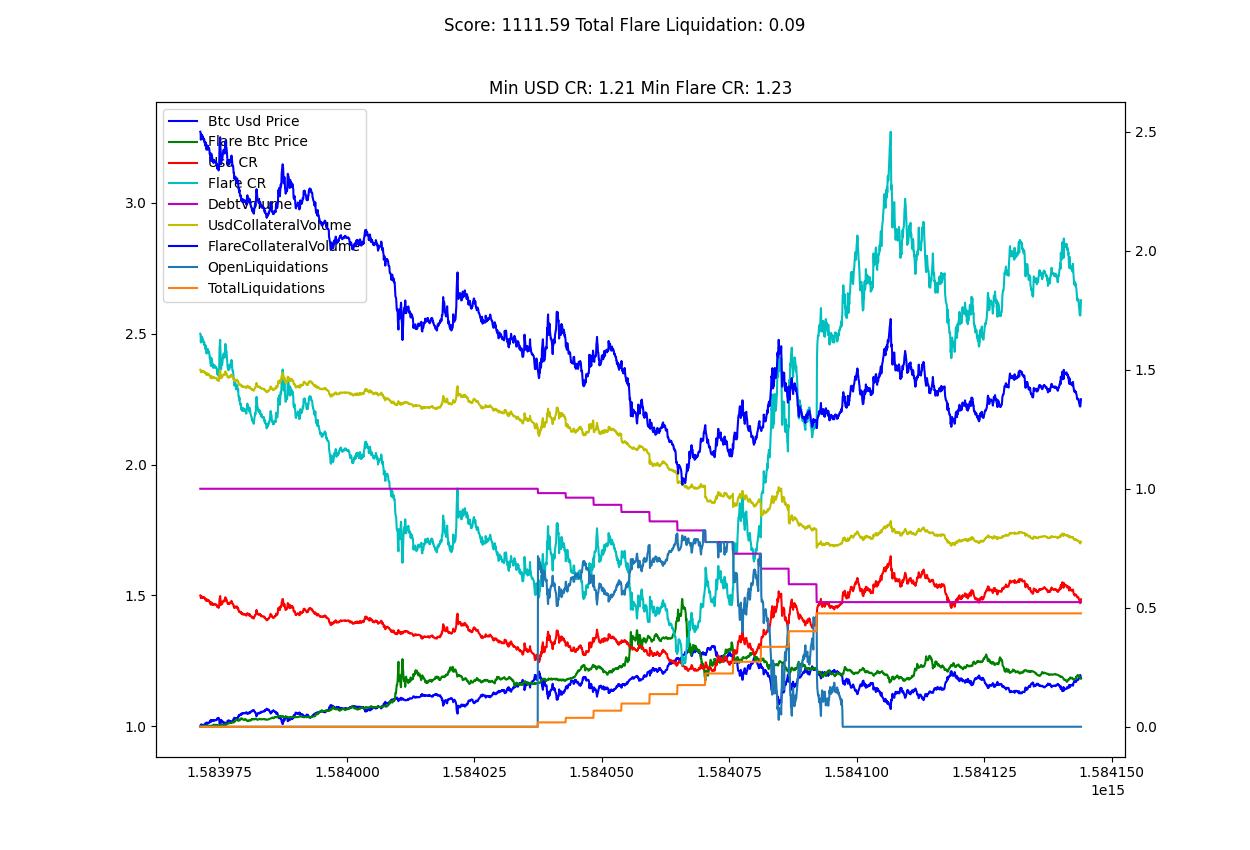 Score: 1111.59 Total Flare Liquidation: 0.09
Min USD CR: 1.21 Min Flare CR: 1.23
Btc Usd Price
Flare Btc Price
Usd CR
Flare CR
DebtVolume
UsdCollateralVolume
FlareCollateralVolume
OpenLiquidations
TotalLiquidations
3.0
2.5
2.0
1.5
1.0
2.5
2.0
1.5
1.0
0.5
0.0
1.583975 1.584000 1.584025 1.584050 1.584075 1.584100 1.584125 1.584150
1e15